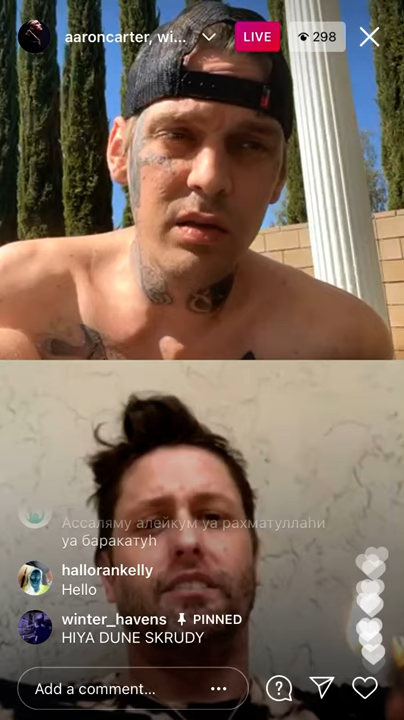 aaroncarter, wi...
LIVE
298
Ассаляму алейкум уа рахматуллаhи
уа баракатуh
hallorankelly
Hello
winter_havens PINNED
HIYA DUNE SKRUDY
Add a comment...